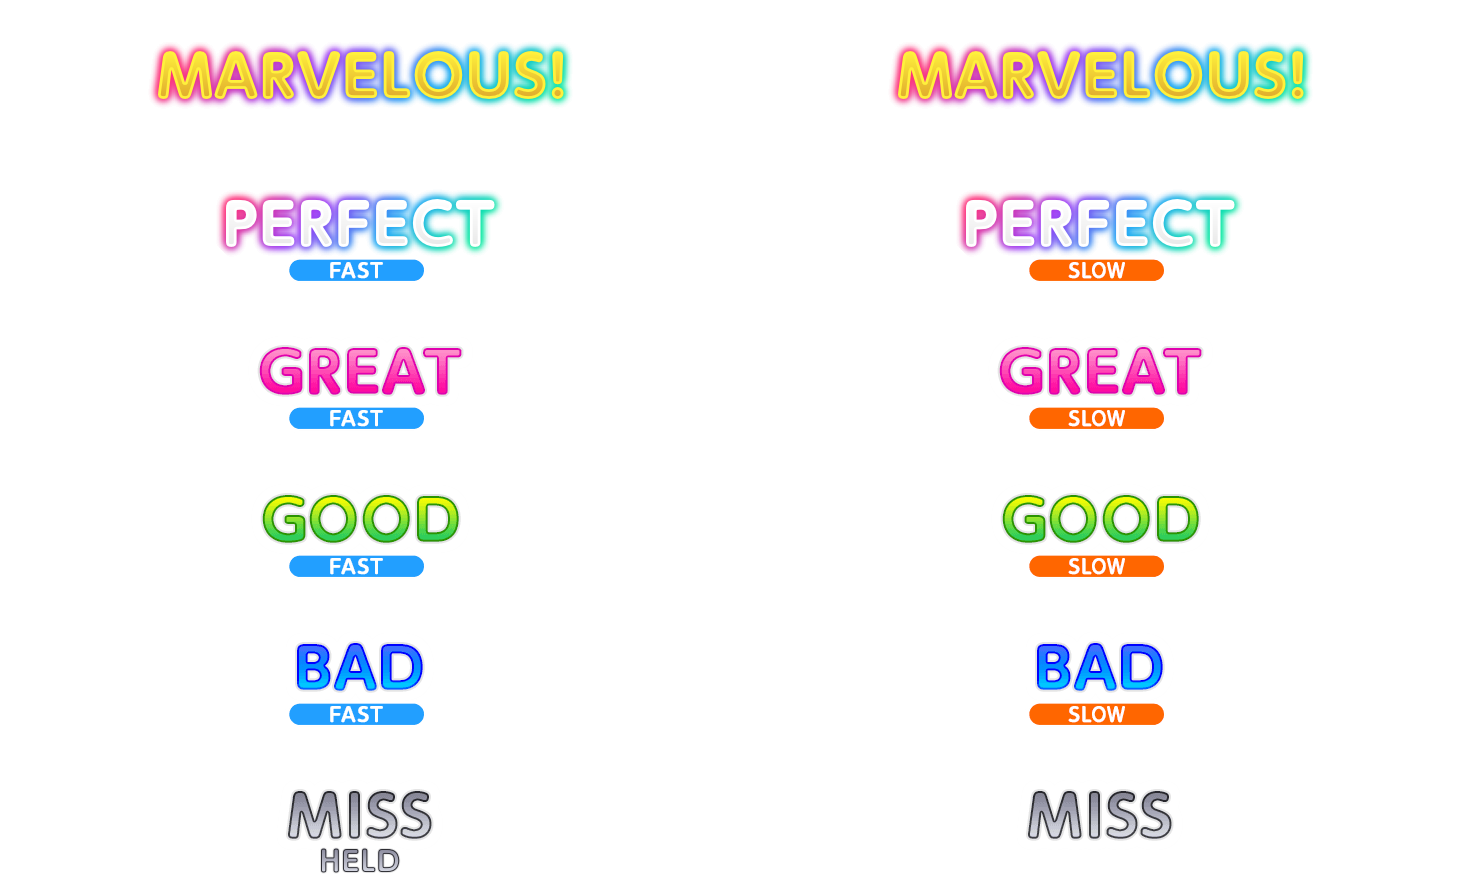 MARVELOUS! MARVELOUS!
PERFECT PERFECT
FAST SLOW
GREAT GREAT
FAST SLOW
GOOD GOOD
FAST SLOW
BAD BAD
FAST SLOW
MISS MISS
HELD